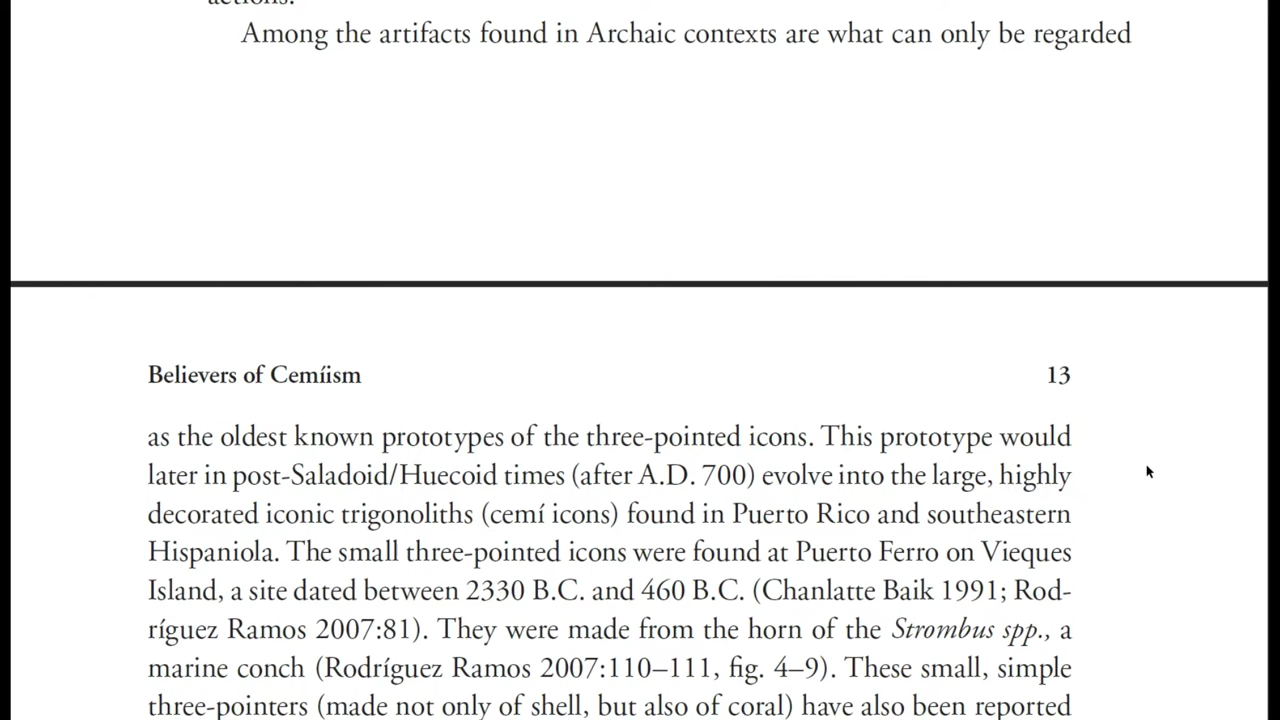 actions.
Among the artifacts found in Archaic contexts are what can only be regarded
Believers of Cemíism 13
as the oldest known prototypes of the three-pointed icons. This prototype would
later in post-Saladoid/Huecoid times (after A.D. 700) evolve into the large, highly
decorated iconic trigonoliths (cemí icons) found in Puerto Rico and southeastern
Hispaniola. The small three-pointed icons were found at Puerto Ferro on Vieques
Island, a site dated between 2330 B.C. and 460 B.C. (Chanlatte Baik 1991; Rod-
ríguez Ramos 2007:81). They were made from the horn of the Strombus spp., a
marine conch (Rodríguez Ramos 2007:110–111, fig. 4–9). These small, simple
three-pointers (made not only of shell, but also of coral) have also been reported